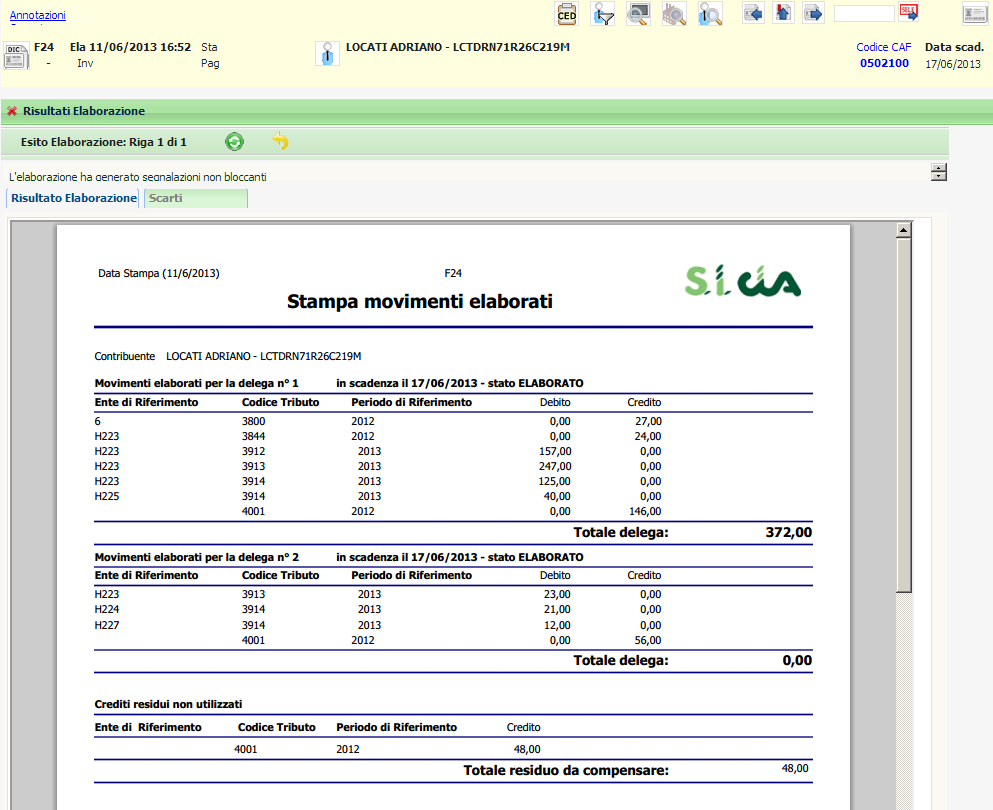 Annotazioni
CED
SELF
DIC F24 Ela 11/06/2013 16:52 Sta LOCATI ADRIANO - LCTDRN71R26C219M Codice CAF Data scad.
- Inv Pag 0502100 17/06/2013
Risultati Elaborazione
Esito Elaborazione: Riga 1 di 1
L'elaborazione ha generato segnalazioni non bloccanti
Risultato Elaborazione Scarti
Data Stampa (11/6/2013) F24 S.I.CIA
Stampa movimenti elaborati
Contribuente LOCATI ADRIANO - LCTDRN71R26C219M
Movimenti elaborati per la delega n° 1 in scadenza il 17/06/2013 - stato ELABORATO
Ente di Riferimento Codice Tributo Periodo di Riferimento Debito Credito
6 3800 2012 0,00 27,00
H223 3844 2012 0,00 24,00
H223 3912 2013 157,00 0,00
H223 3913 2013 247,00 0,00
H223 3914 2013 125,00 0,00
H225 3914 2013 40,00 0,00
4001 2012 0,00 146,00
Totale delega: 372,00
Movimenti elaborati per la delega n° 2 in scadenza il 17/06/2013 - stato ELABORATO
Ente di Riferimento Codice Tributo Periodo di Riferimento Debito Credito
H223 3913 2013 23,00 0,00
H224 3914 2013 21,00 0,00
H227 3914 2013 12,00 0,00
4001 2012 0,00 56,00
Totale delega: 0,00
Crediti residui non utilizzati
Ente di Riferimento Codice Tributo Periodo di Riferimento Credito
4001 2012 48,00
Totale residuo da compensare: 48,00